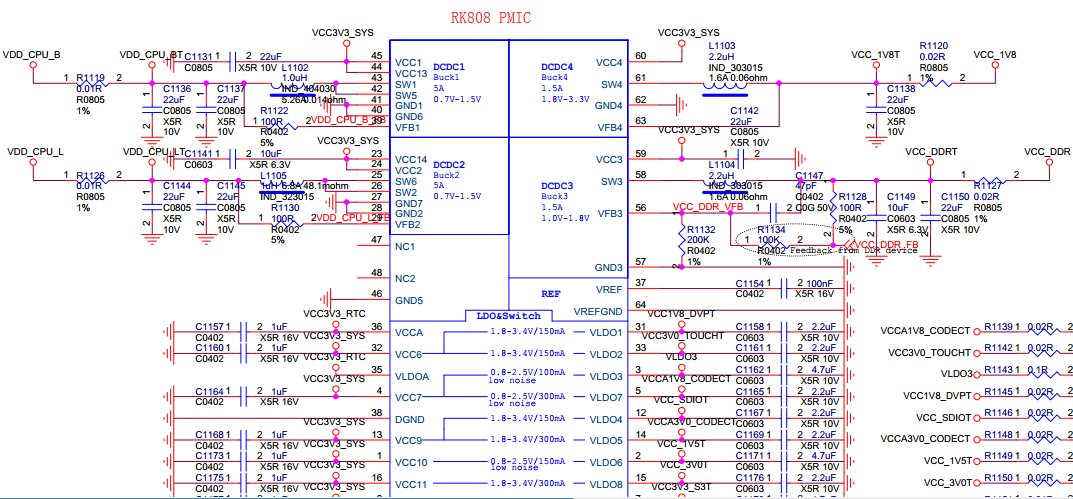 RK808 PMIC
VCC3V3_SYS
VCC3V3_SYS
VDD_CPU_B
VDD_CPU_BT
C1131 1 2 22uF
C0805 X5R 10V
1 R1119 2
0.01R
R0805
1%
C1136
22uF
C0805
X5R
10V
C1137
22uF
C0805
X5R
10V
L1102
1.0uH
IND_404030
5.26A0.014ohm
R1122
100R
R0402
5%
VDD_CPU_B_FB
45 VCC1
44 VCC13
43 SW1
42 SW5
41 GND1
40 GND6
39 VFB1
DCDC1
Buck1
5A
0.7V-1.5V
DCDC4
Buck4
1.5A
1.8V-3.3V
VCC4 60
SW4 61
GND4 62
VFB4 63
L1103
2.2uH
IND_303015
1.6A 0.06ohm
VCC_1V8T
R1120
0.02R
R0805
1%
VCC_1V8
C1138
22uF
C0805
X5R
10V
C1142
22uF
C0805
X5R 10V
VCC3V3_SYS
VCC3V3_SYS
VDD_CPU_L
VDD_CPU_LT
C1141 1 2 10uF
C0603 X5R 6.3V
1 R1126 2
0.01R
R0805
1%
C1144
22uF
C0805
X5R
10V
C1145
22uF
C0805
X5R
10V
L1105
1uH 3.8A 48.1mohm
IND_323015
R1130
100R
R0402
5%
VDD_CPU_L_FB
23 VCC14
24 VCC2
25 SW6
26 SW2
27 GND7
28 GND2
29 VFB2
DCDC2
Buck2
5A
0.7V-1.5V
DCDC3
Buck3
1.5A
1.0V-1.8V
VCC3 59
SW3 58
VFB3 56
GND3 57
L1104
2.2uH
IND_303015
1.6A 0.06ohm
VCC_DDR_VFB
C1147
47pF
C0402
C0G 50V
R1128
100R
R0402
5%
C1149
10uF
C0603
X5R 6.3V
C1150
22uF
C0805
X5R
10V
VCC_DDRT
R1127
0.02R
R0805
1%
VCC_DDR
R1132
200K
R0402
1%
R1134
100K
R0402
1%
VCC_DDR_FB
Feedback from DDR device
47 NC1
48 NC2
46 GND5
REF
VREF 37
C1154 1 2 100nF
C0402 X5R 16V
VREFGND 64
LDO&Switch
VCC3V3_RTC
C1157 1 2 1uF
C0402 X5R 16V
VCC3V3_SYS
36 VCCA
1.8-3.4V/150mA
VLDO1 31
VCC1V8_DVPT
C1158 1 2 2.2uF
C0603 X5R 10V
C1160 1 2 1uF
C0402 X5R 16V
VCC3V3_RTC
32 VCC6
1.8-3.4V/150mA
VLDO2 33
VCC3V0_TOUCHT
C1161 1 2 2.2uF
C0603 X5R 10V
VCC3V3_SYS
35 VLDOA
0.8-2.5V/100mA
low noise
VLDO3 3
VLDO3
C1162 1 2 4.7uF
C0603 X5R 10V
C1164 1 2 1uF
C0402 X5R 16V
4 VCC7
0.8-2.5V/300mA
low noise
VLDO7 5
VCCA1V8_CODECT
C1165 1 2 2.2uF
C0603 X5R 10V
VCC3V3_SYS
38 DGND
1.8-3.4V/150mA
VLDO4 12
VCC_SDIOT
C1167 1 2 2.2uF
C0603 X5R 10V
C1168 1 2 1uF
C0402 X5R 16V
VCC3V3_SYS
13 VCC9
1.8-3.4V/300mA
VLDO5 14
VCCA3V0_CODECT
C1169 1 2 2.2uF
C0603 X5R 10V
C1173 1 2 1uF
C0402 X5R 16V
VCC3V3_SYS
1 VCC10
0.8-2.5V/150mA
low noise
VLDO6 2
VCC_1V5T
C1171 1 2 4.7uF
C0603 X5R 10V
C1175 1 2 1uF
C0402 X5R 16V
VCC3V3_SYS
16 VCC11
1.8-3.4V/300mA
VLDO8 15
VCC_3V0T
C1176 1 2 2.2uF
C0603 X5R 10V
VCC3V3_S3T
VCCA1V8_CODECT R1139 1 0.02R 2
VCC3V0_TOUCHT R1142 1 0.02R 2
VLDO3 R1143 1 0.1R 2
VCC1V8_DVPT R1145 1 0.02R 2
VCC_SDIOT R1146 1 0.02R 2
VCCA3V0_CODECT R1148 1 0.02R 2
VCC_1V5T R1149 1 0.02R 2
VCC_3V0T R1150 1 0.02R 2